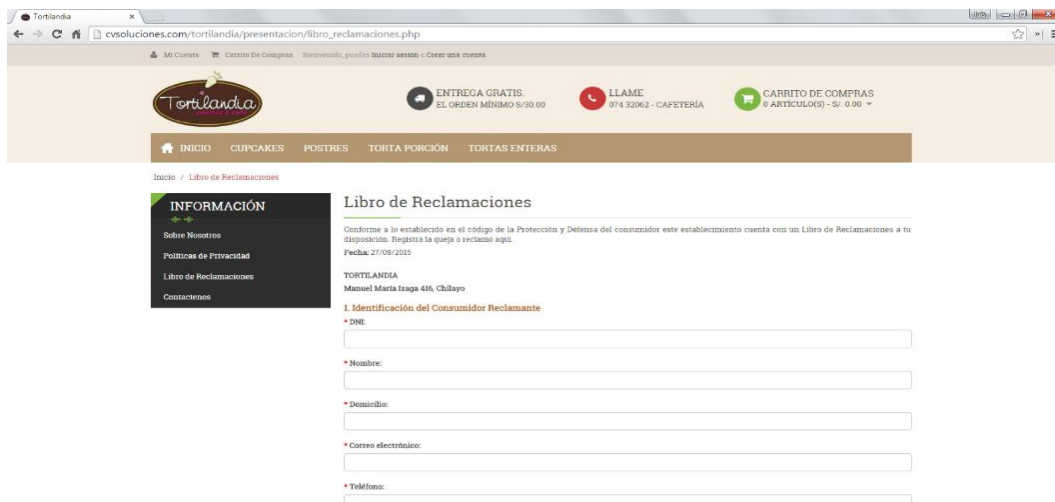 Tortilandia
cvsoluciones.com/tortilandia/presentacion/libro_reclamaciones.php
Mi Cuenta Carrito De Compras Bienvenido, puedes Iniciar sesión o Crear una cuenta
Tortilandia
ENTREGA GRATIS.
EL ORDEN MÍNIMO S/30.00
LLAME
074 32062 - CAFETERÍA
CARRITO DE COMPRAS
0 ARTÍCULO(S) - S/. 0.00
INICIO CUPCAKES POSTRES TORTA PORCIÓN TORTAS ENTERAS
Inicio / Libro de Reclamaciones
INFORMACIÓN
Sobre Nosotros
Políticas de Privacidad
Libro de Reclamaciones
Contactenos
Libro de Reclamaciones
Conforme a lo establecido en el código de la Protección y Defensa del consumidor este establecimiento cuenta con un Libro de Reclamaciones a tu
disposición. Registra la queja o reclamo aqui.
Fecha: 27/09/2015
TORTILANDIA
Manuel María Izaga 416, Chilayo
1. Identificación del Consumidor Reclamante
* DNI:
* Nombre:
* Domicilio:
* Correo electrónico:
* Teléfono: